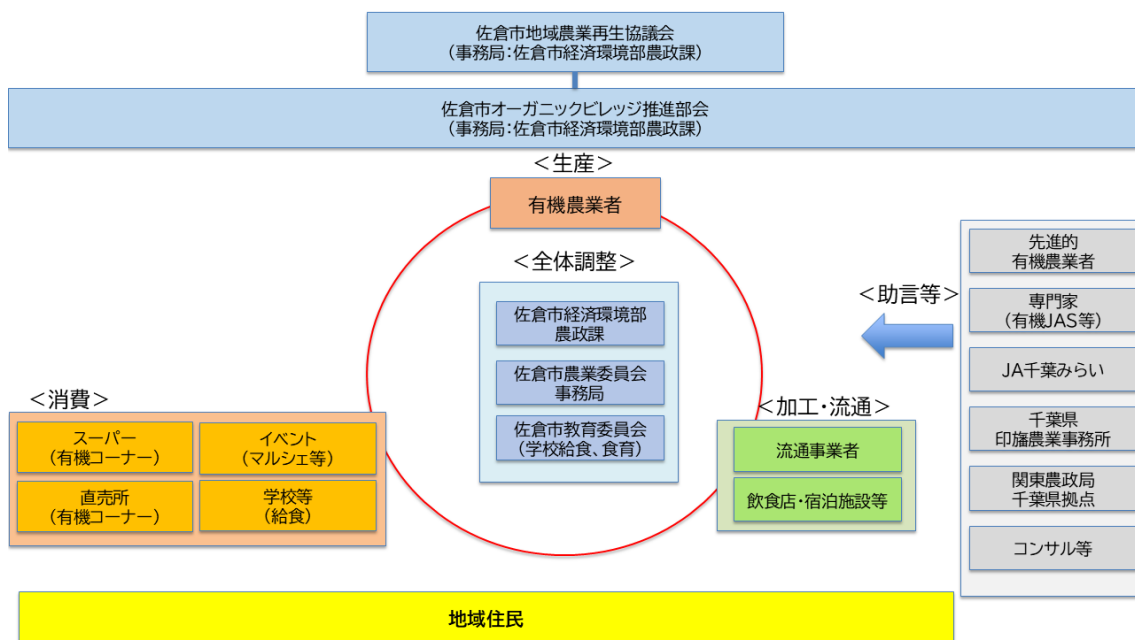 佐倉市地域農業再生協議会
(事務局:佐倉市経済環境部農政課)
佐倉市オーガニックビレッジ推進部会
(事務局:佐倉市経済環境部農政課)
＜生産＞
有機農業者
＜全体調整＞
佐倉市経済環境部
農政課
佐倉市農業委員会
事務局
佐倉市教育委員会
(学校給食、食育)
＜消費＞
スーパー
(有機コーナー)
イベント
(マルシェ等)
直売所
(有機コーナー)
学校等
(給食)
＜加工・流通＞
流通事業者
飲食店・宿泊施設等
＜助言等＞
先進的
有機農業者
専門家
(有機JAS等)
JA千葉みらい
千葉県
印旛農業事務所
関東農政局
千葉県拠点
コンサル等
地域住民